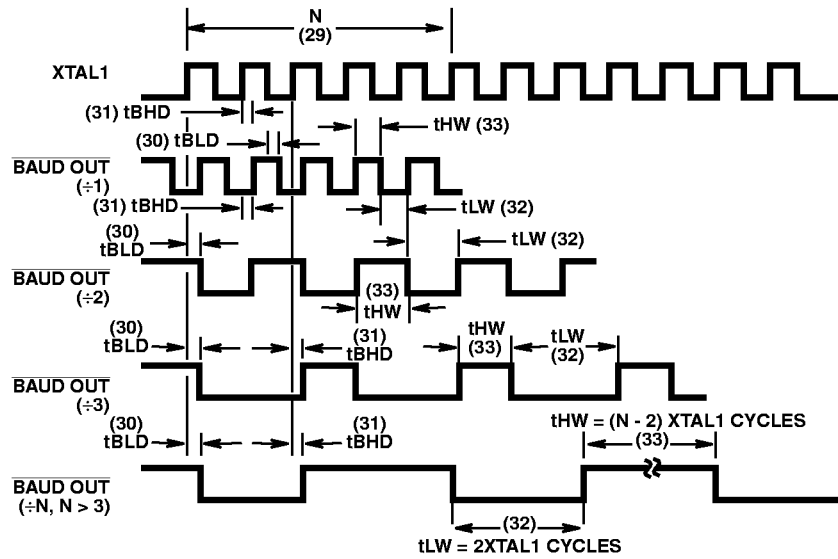 N
(29)
XTAL1
(31) tBHD
(30) tBLD
tHW (33)
BAUD OUT
(÷1)
(31) tBHD
tLW (32)
(30)
tBLD
tLW (32)
BAUD OUT
(÷2)
(33)
tHW
(30)
tBLD
(31)
tBHD
tHW
(33)
tLW
(32)
BAUD OUT
(÷3)
(30)
tBLD
(31)
tBHD
tHW = (N - 2) XTAL1 CYCLES
(33)
BAUD OUT
(÷N, N > 3)
(32)
tLW = 2XTAL1 CYCLES